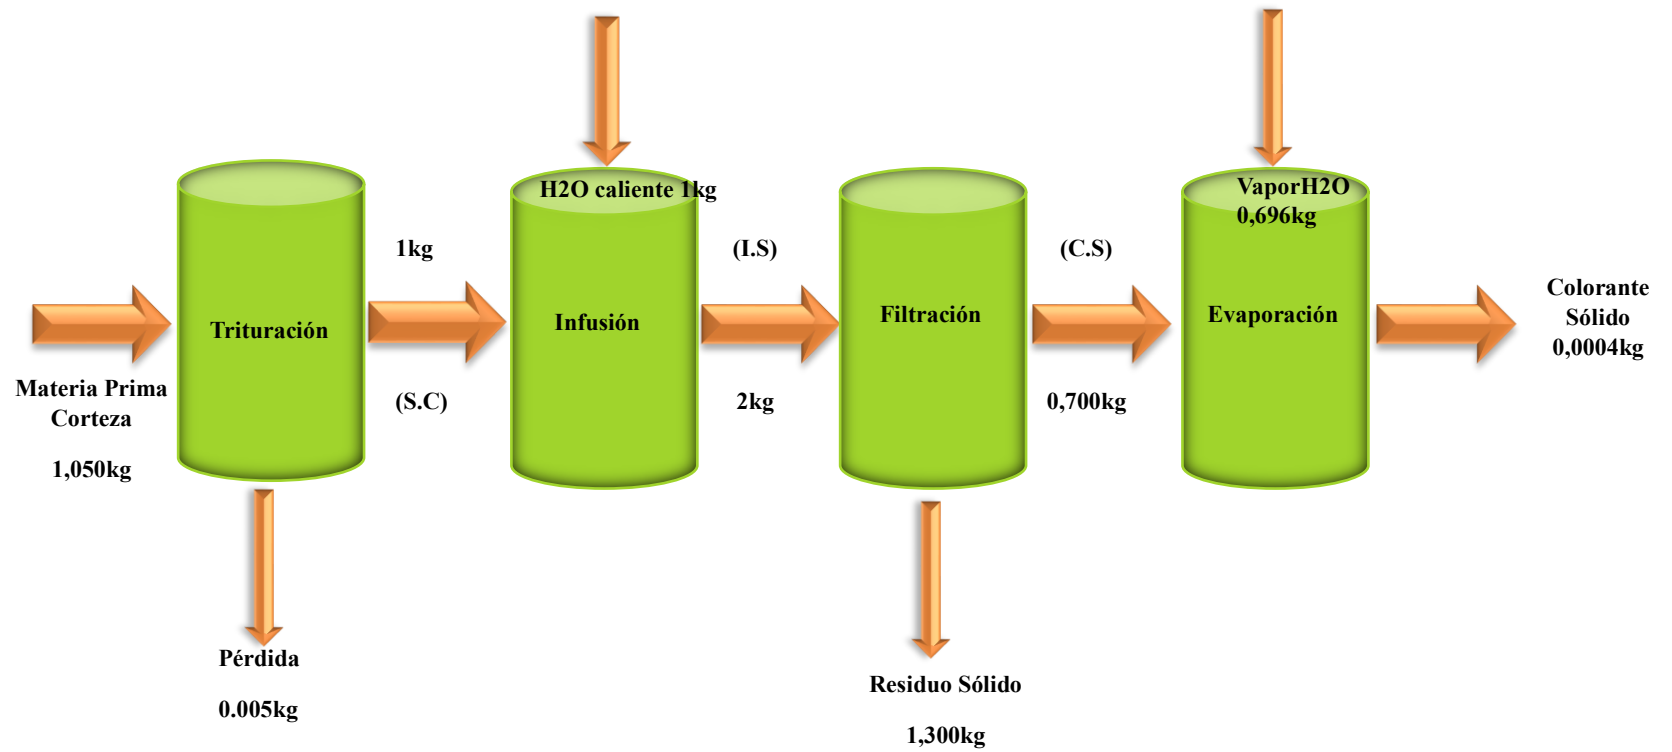 H2O caliente 1kg
VaporH2O
0,696kg
1kg
(I.S)
(C.S)
Trituración
Infusión
Filtración
Evaporación
Colorante
Sólido
0,0004kg
Materia Prima
Corteza
1,050kg
(S.C)
2kg
0,700kg
Pérdida
0.005kg
Residuo Sólido
1,300kg